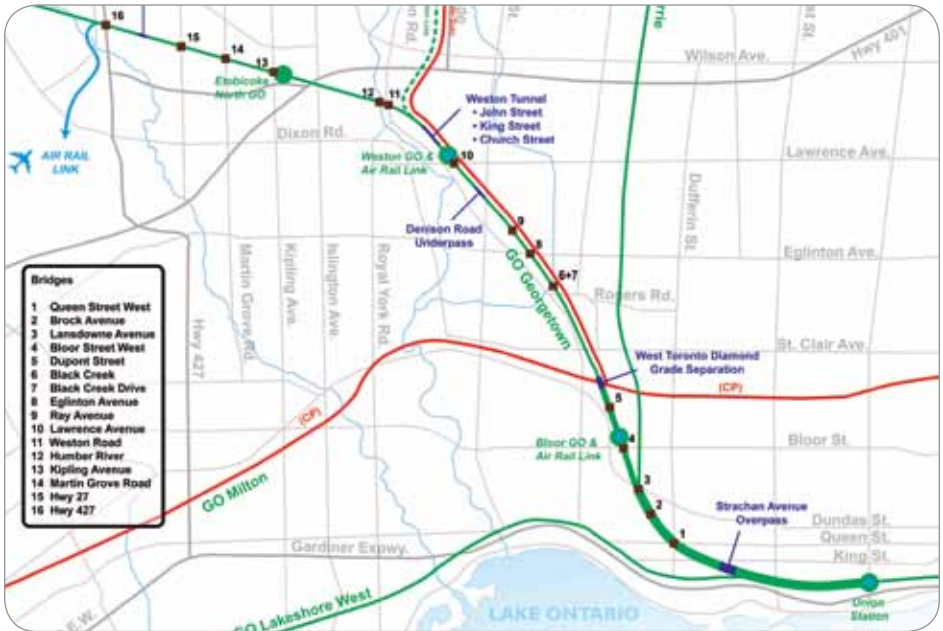 16
15
14
13
Etobicoke
North GO
12
11
Wilson Ave.
Hwy 401
Weston Tunnel
• John Street
• King Street
• Church Street
Dixon Rd.
AIR RAIL
LINK
Weston GO &
Air Rail Link
10
Lawrence Ave.
Dufferin St.
Denison Road
Underpass
9
8
Eglinton Ave.
6+7
Rogers Rd.
GO Georgetown
Martin Grove Rd.
Kipling Ave.
Islington Ave.
Royal York Rd.
Hwy 427
St. Clair Ave.
West Toronto Diamond
Grade Separation
(CP)
(CP)
5
Bloor GO &
Air Rail Link
4
Bloor St.
GO Milton
3
2
1
Strachan Avenue
Overpass
Dundas St.
Queen St.
King St.
Gardiner Expwy.
GO Lakeshore West
LAKE ONTARIO
Union
Station
Bridges
1 Queen Street West
2 Brock Avenue
3 Lansdowne Avenue
4 Bloor Street West
5 Dupont Street
6 Black Creek
7 Black Creek Drive
8 Eglinton Avenue
9 Ray Avenue
10 Lawrence Avenue
11 Weston Road
12 Humber River
13 Kipling Avenue
14 Martin Grove Road
15 Hwy 27
16 Hwy 427